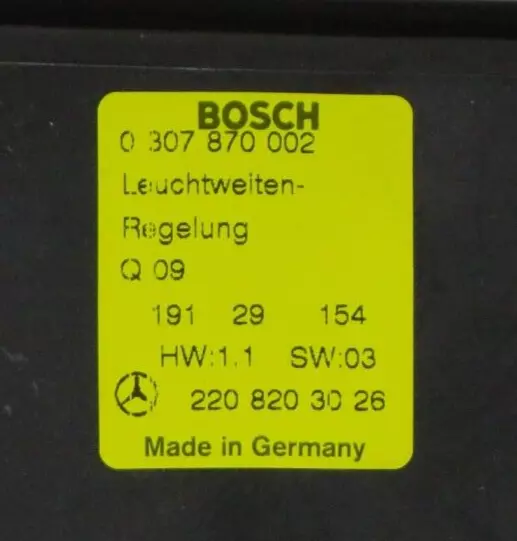 BOSCH
0 307 870 002
Leuchtweiten-
Regelung
Q 09
191 29 154
HW:1.1 SW:03
220 820 30 26
Made in Germany